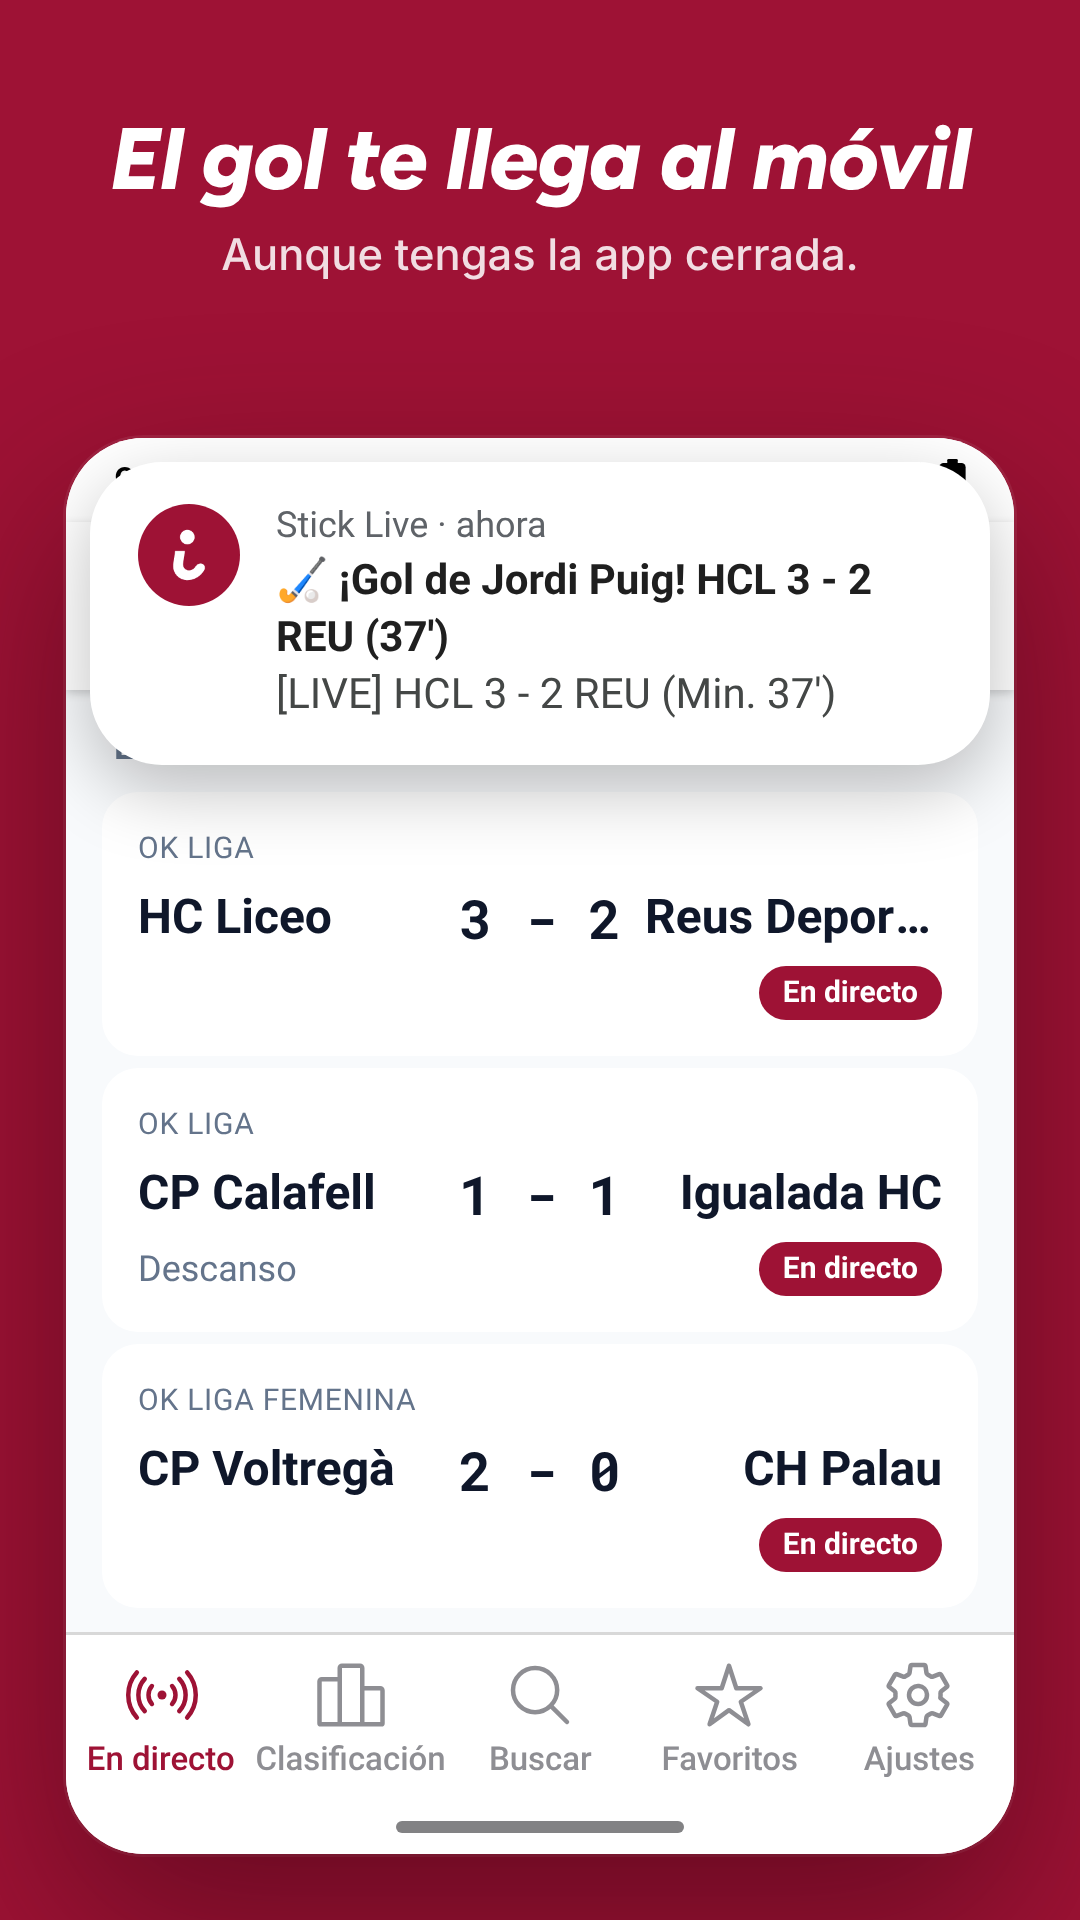 El gol te llega al móvil
Aunque tengas la app cerrada.
Stick Live · ahora
🏑 ¡Gol de Jordi Puig! HCL 3 - 2
REU (37')
[LIVE] HCL 3 - 2 REU (Min. 37')
OK LIGA
HC Liceo 3 - 2 Reus Depor...
En directo
OK LIGA
CP Calafell 1 - 1 Igualada HC
Descanso En directo
OK LIGA FEMENINA
CP Voltregà 2 - 0 CH Palau
En directo
En directo Clasificación Buscar Favoritos Ajustes